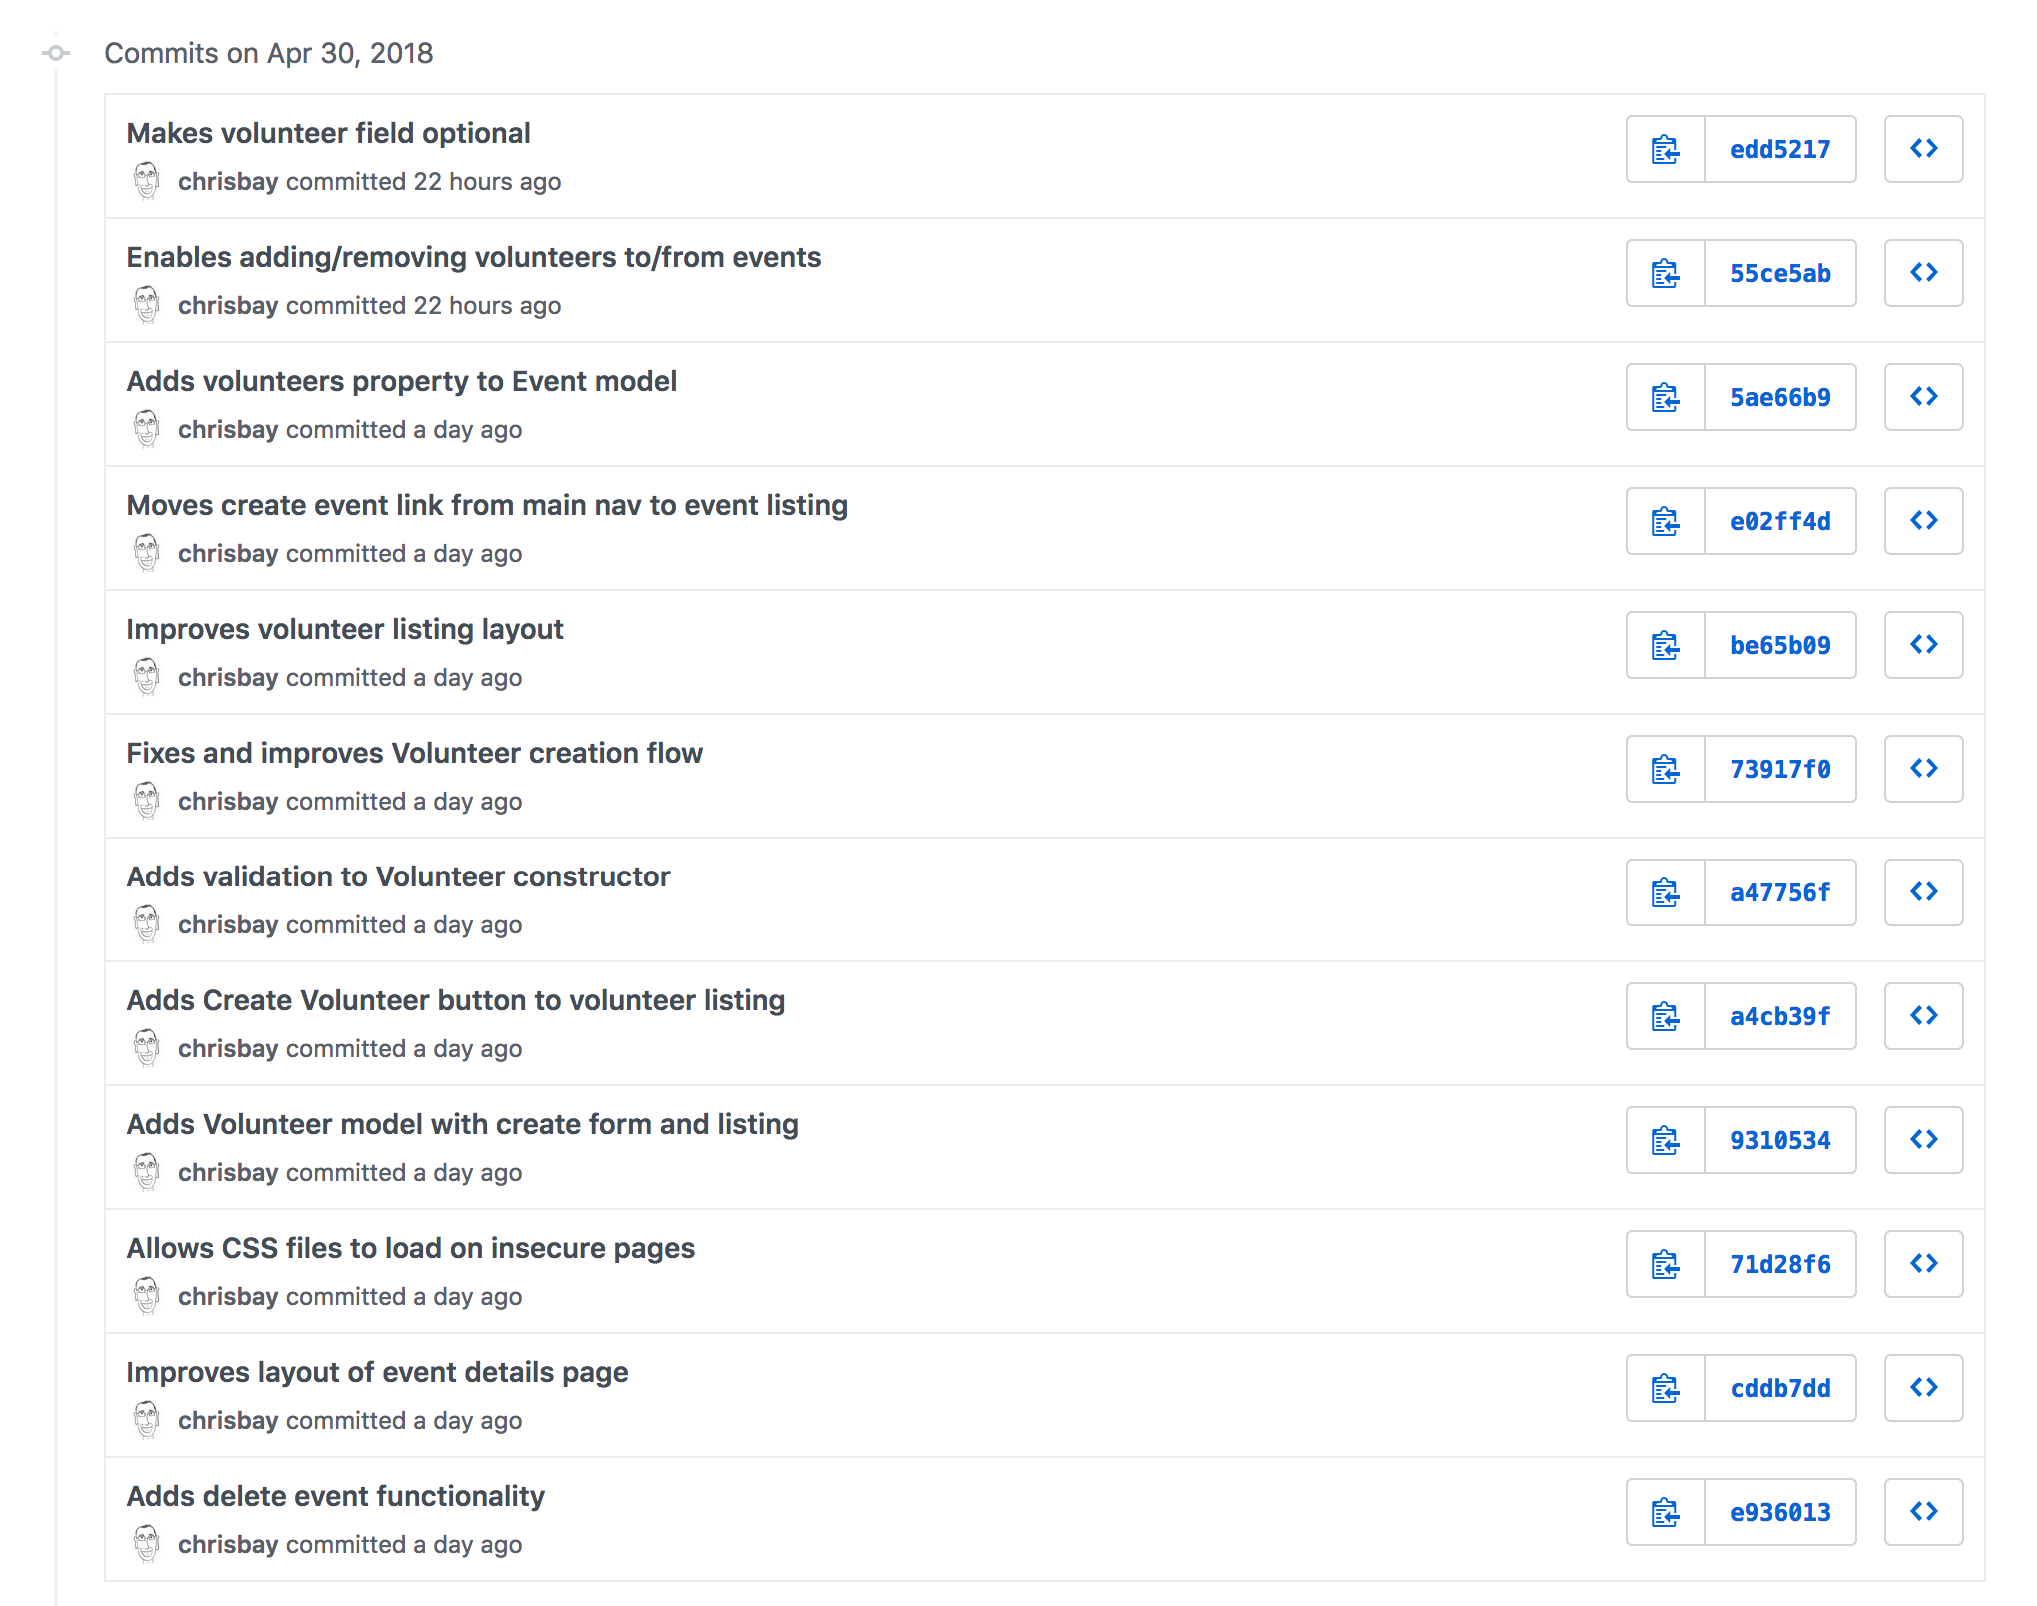 Commits on Apr 30, 2018
Makes volunteer field optional
chrisbay committed 22 hours ago
edd5217
Enables adding/removing volunteers to/from events
chrisbay committed 22 hours ago
55ce5ab
Adds volunteers property to Event model
chrisbay committed a day ago
5ae66b9
Moves create event link from main nav to event listing
chrisbay committed a day ago
e02ff4d
Improves volunteer listing layout
chrisbay committed a day ago
be65b09
Fixes and improves Volunteer creation flow
chrisbay committed a day ago
73917f0
Adds validation to Volunteer constructor
chrisbay committed a day ago
a47756f
Adds Create Volunteer button to volunteer listing
chrisbay committed a day ago
a4cb39f
Adds Volunteer model with create form and listing
chrisbay committed a day ago
9310534
Allows CSS files to load on insecure pages
chrisbay committed a day ago
71d28f6
Improves layout of event details page
chrisbay committed a day ago
cddb7dd
Adds delete event functionality
chrisbay committed a day ago
e936013